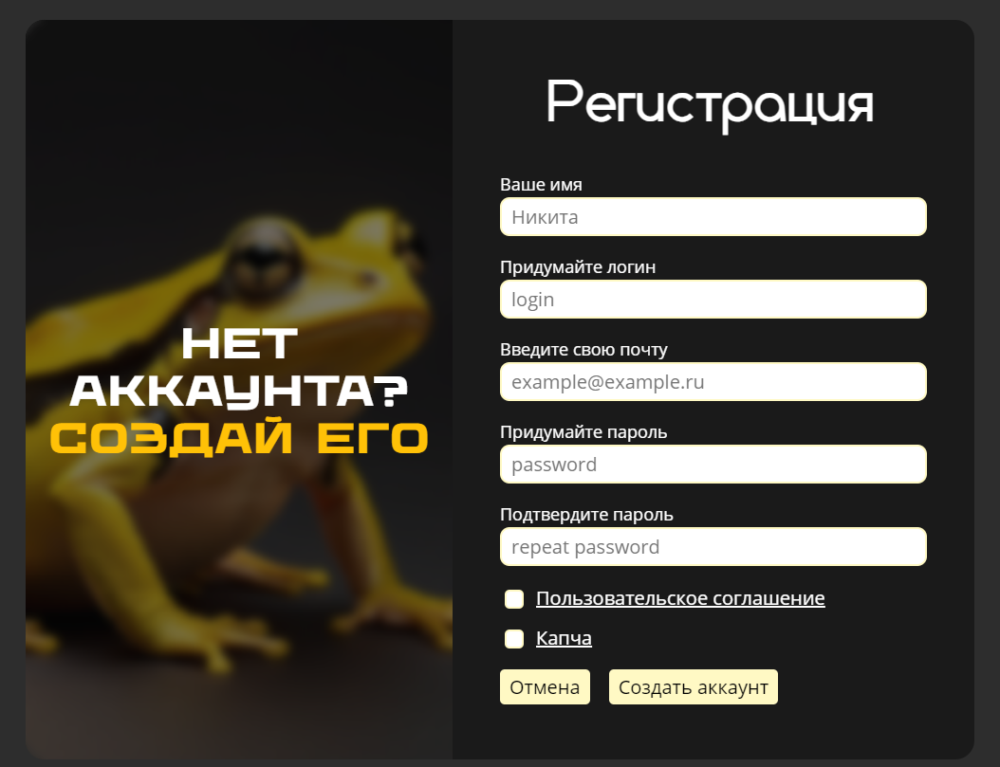 НЕТ
АККАУНТА?
СОЗДАЙ ЕГО
Регистрация
Ваше имя
Никита
Придумайте логин
login
Введите свою почту
example@example.ru
Придумайте пароль
password
Подтвердите пароль
repeat password
Пользовательское соглашение
Капча
Отмена Создать аккаунт